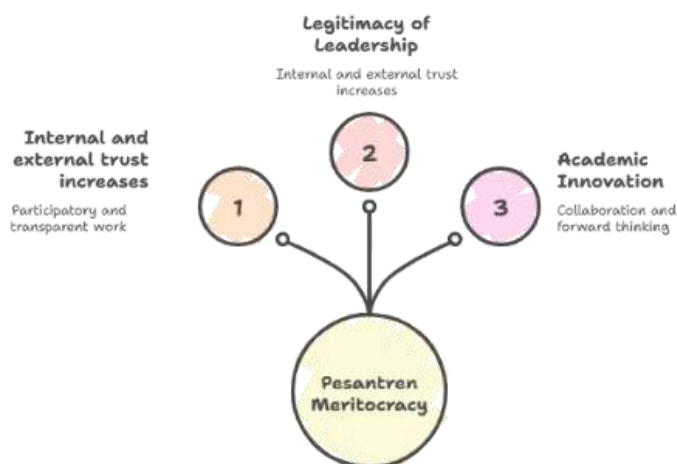 Legitimacy of
Leadership
Internal and external trust
increases
Internal and
external trust
increases
Participatory and
transparent work
1
2
3
Academic
Innovation
Collaboration and
forward thinking
Pesantren
Meritocracy